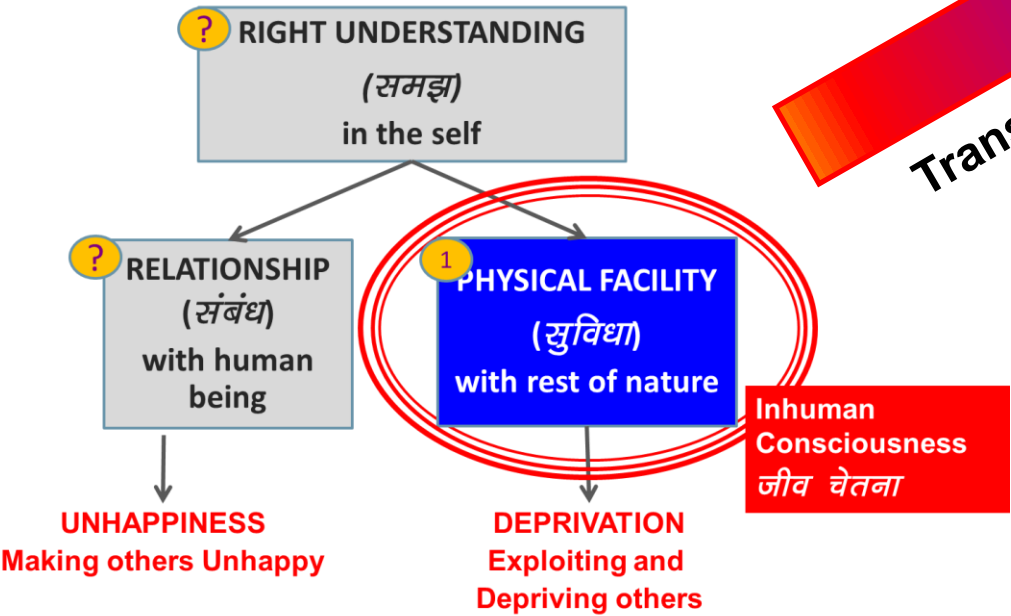 ?
RIGHT UNDERSTANDING
(समझ)
in the self
?
RELATIONSHIP
(संबंध)
with human
being
1
PHYSICAL FACILITY
(सुविधा)
with rest of nature
Inhuman
Consciousness
जीव चेतना
UNHAPPINESS
Making others Unhappy
DEPRIVATION
Exploiting and
Depriving others